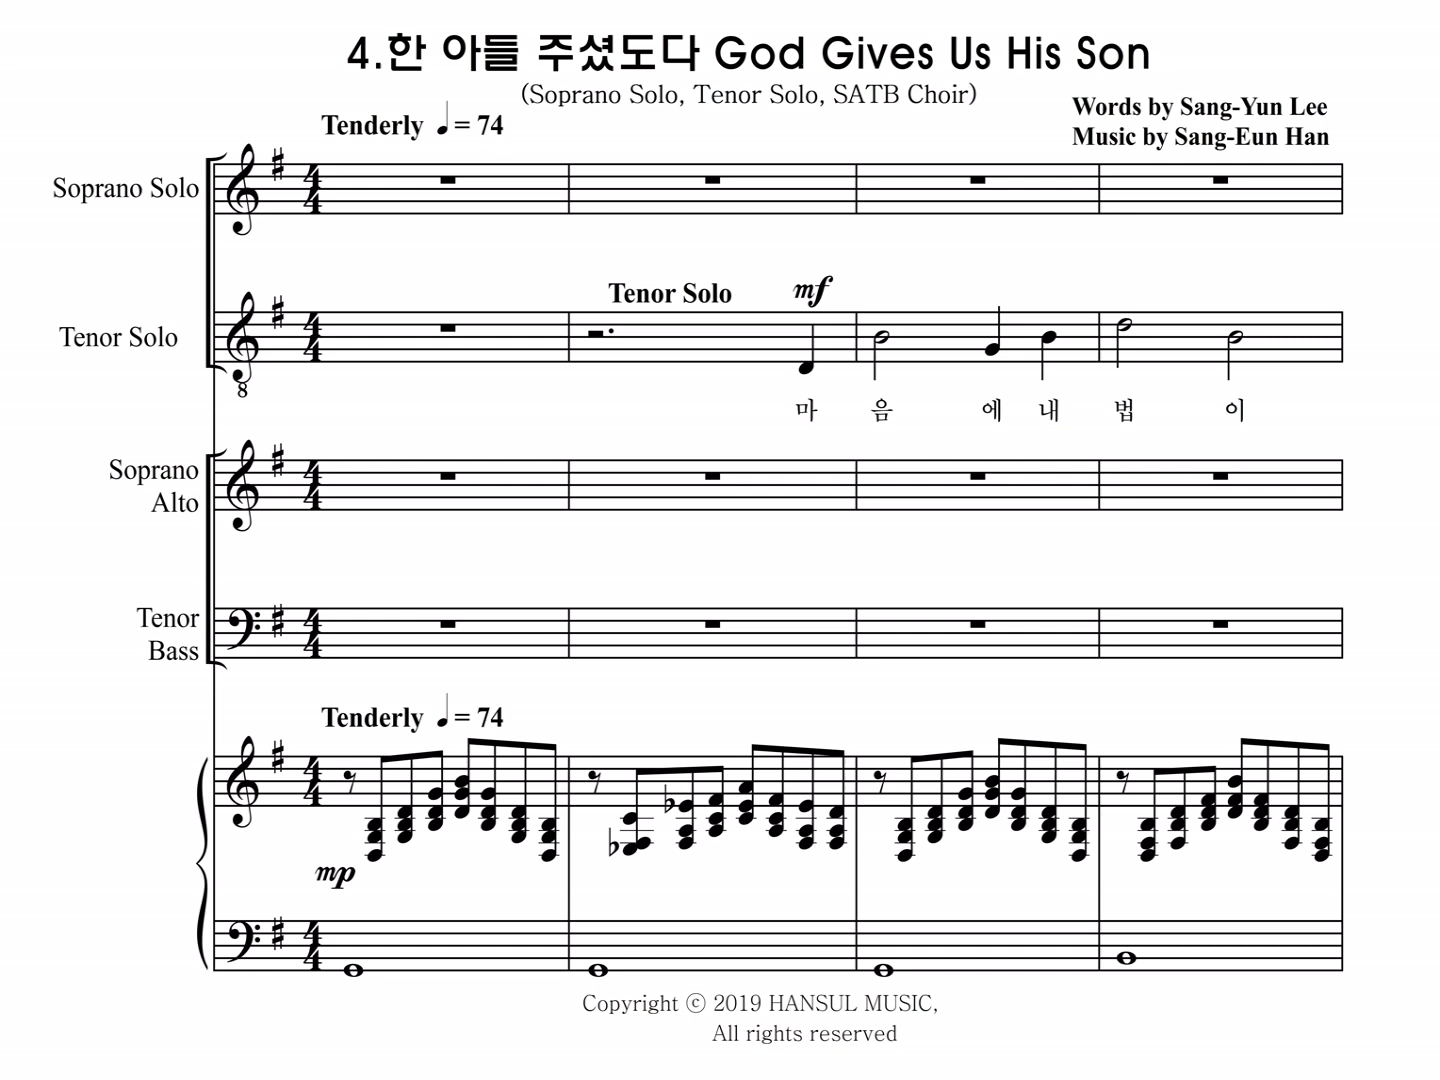 4.한 아들 주셨도다 God Gives Us His Son
(Soprano Solo, Tenor Solo, SATB Choir)
Words by Sang-Yun Lee
Tenderly ♩= 74
Music by Sang-Eun Han
Soprano Solo
Tenor Solo mf
Tenor Solo
마 음 에 내 법 이
Soprano
Alto
Tenor
Bass
Tenderly ♩= 74
mp
Copyright ⓒ 2019 HANSUL MUSIC,
All rights reserved